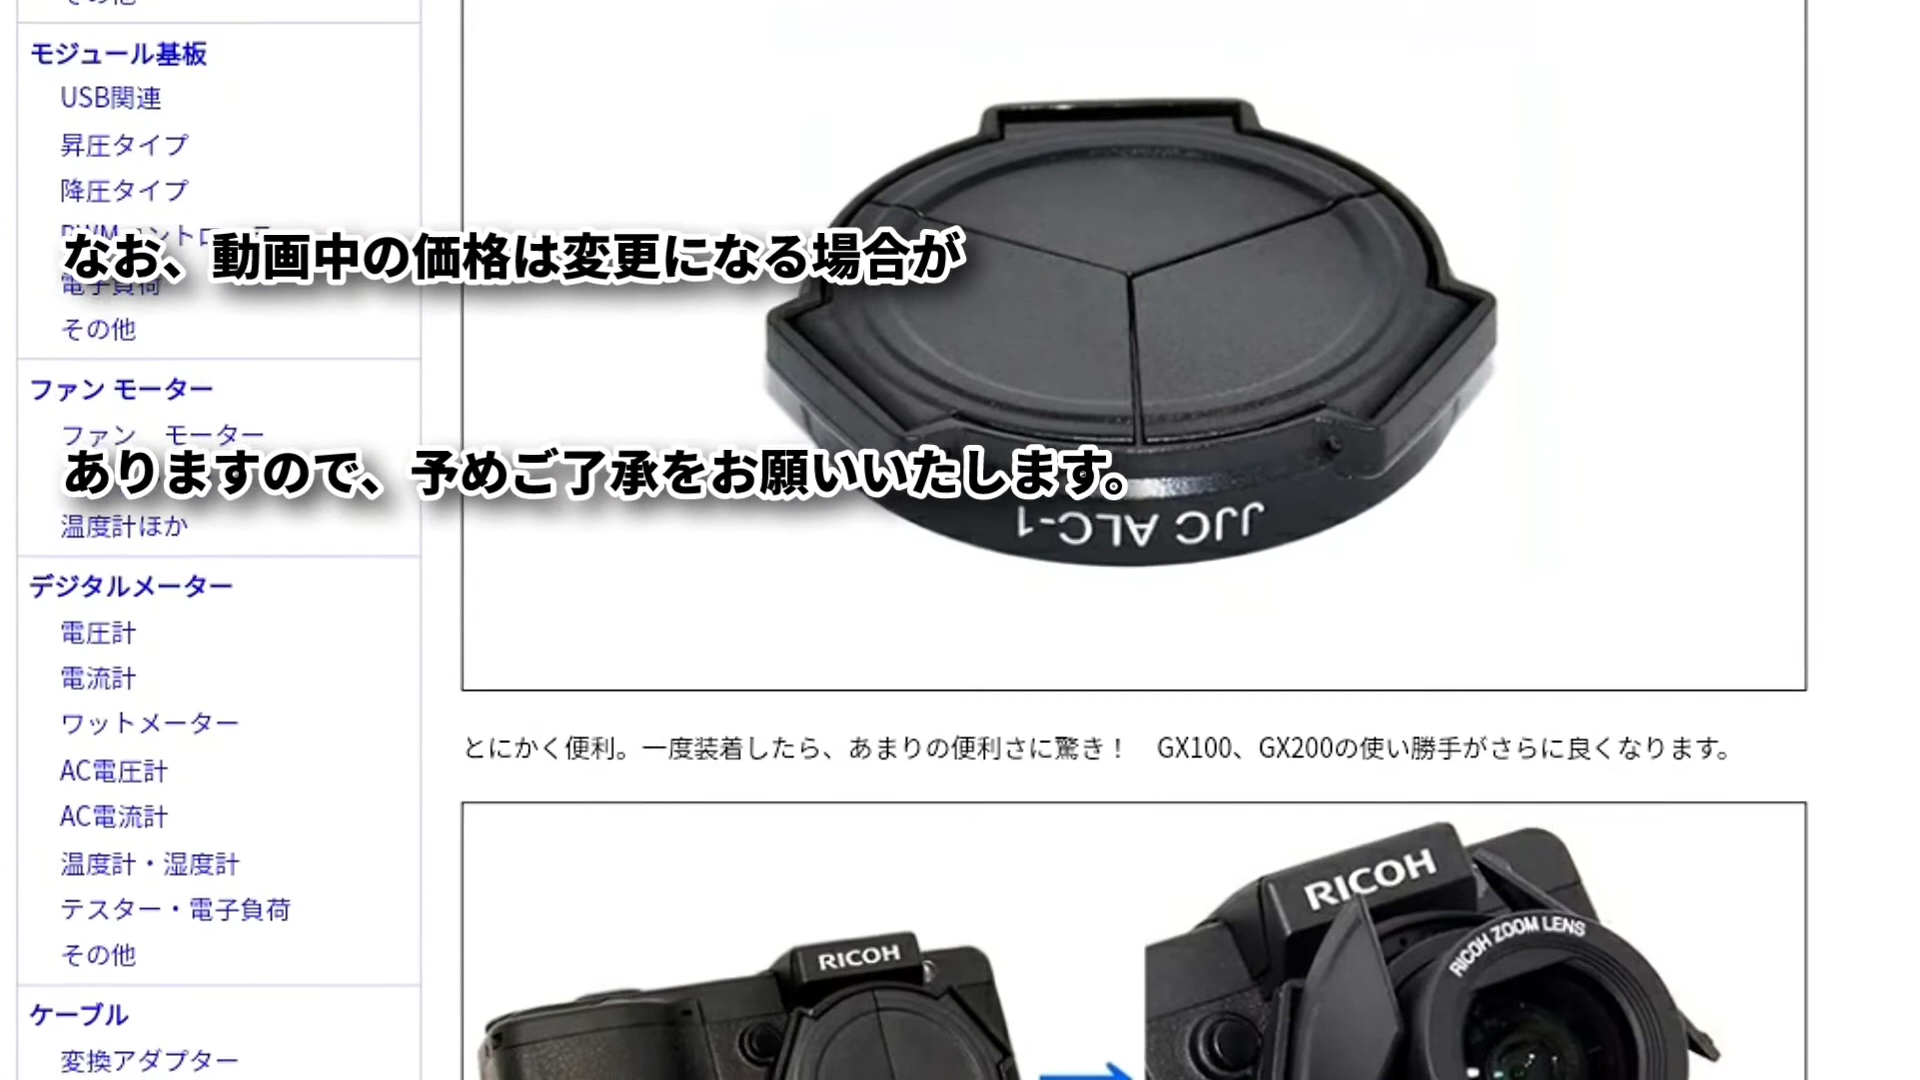 その他
モジュール基板
USB関連
昇圧タイプ
降圧タイプ
なお、動画中の価格は変更になる場合が
電子負荷
その他
ファン モーター
ファン　モーター
ありますので、予めご了承をお願いいたします。
温度計ほか
デジタルメーター
電圧計
電流計
ワットメーター
AC電圧計
AC電流計
温度計・湿度計
テスター・電子負荷
その他
ケーブル
変換アダプター
JJC ALC-1
とにかく便利。一度装着したら、あまりの便利さに驚き！　GX100、GX200の使い勝手がさらに良くなります。
RICOH
RICOH
RICOH ZOOM LENS